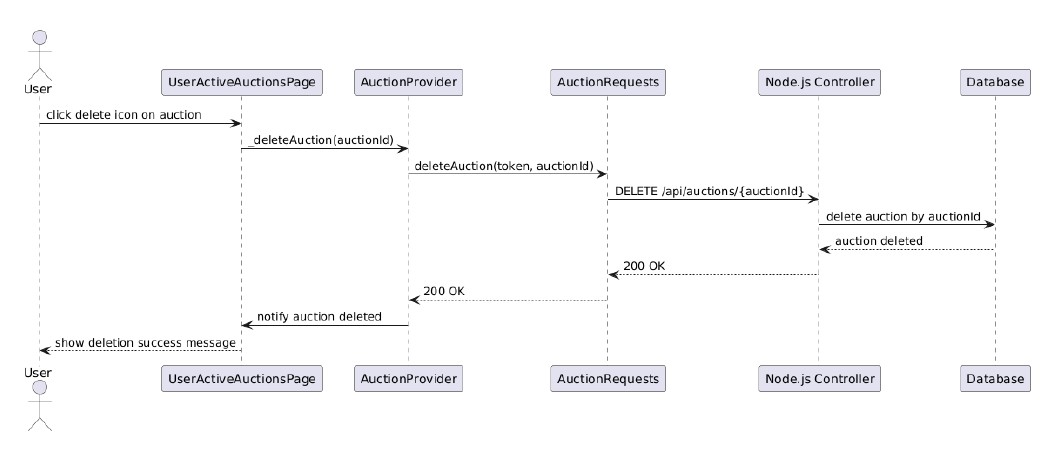 User
UserActiveAuctionsPage
AuctionProvider
AuctionRequests
Node.js Controller
Database
click delete icon on auction
_deleteAuction(auctionId)
deleteAuction(token, auctionId)
DELETE /api/auctions/{auctionId}
delete auction by auctionId
auction deleted
200 OK
200 OK
notify auction deleted
show deletion success message
User
UserActiveAuctionsPage
AuctionProvider
AuctionRequests
Node.js Controller
Database